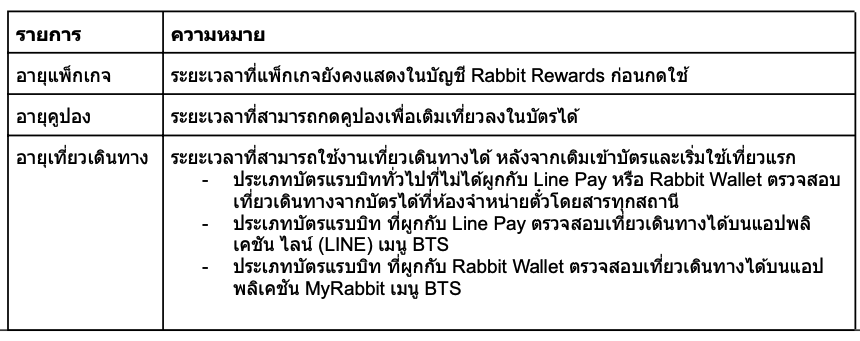 รายการ ความหมาย
อายุแพ็กเกจ ระยะเวลาที่แพ็กเกจยังคงแสดงในบัญชี Rabbit Rewards ก่อนกดใช้
อายุคูปอง ระยะเวลาที่สามารถกดคูปองเพื่อเติมเที่ยวลงในบัตรได้
อายุเที่ยวเดินทาง ระยะเวลาที่สามารถใช้งานเที่ยวเดินทางได้ หลังจากเติมเข้าบัตรและเริ่มใช้เที่ยวแรก
- ประเภทบัตรแรบบิททั่วไปที่ไม่ได้ผูกกับ Line Pay หรือ Rabbit Wallet ตรวจสอบ
เที่ยวเดินทางจากบัตรได้ที่ห้องจำหน่ายตั๋วโดยสารทุกสถานี
- ประเภทบัตรแรบบิท ที่ผูกกับ Line Pay ตรวจสอบเที่ยวเดินทางได้บนแอปพลิ
เคชัน ไลน์ (LINE) เมนู BTS
- ประเภทบัตรแรบบิท ที่ผูกกับ Rabbit Wallet ตรวจสอบเที่ยวเดินทางได้บนแอป
พลิเคชัน MyRabbit เมนู BTS